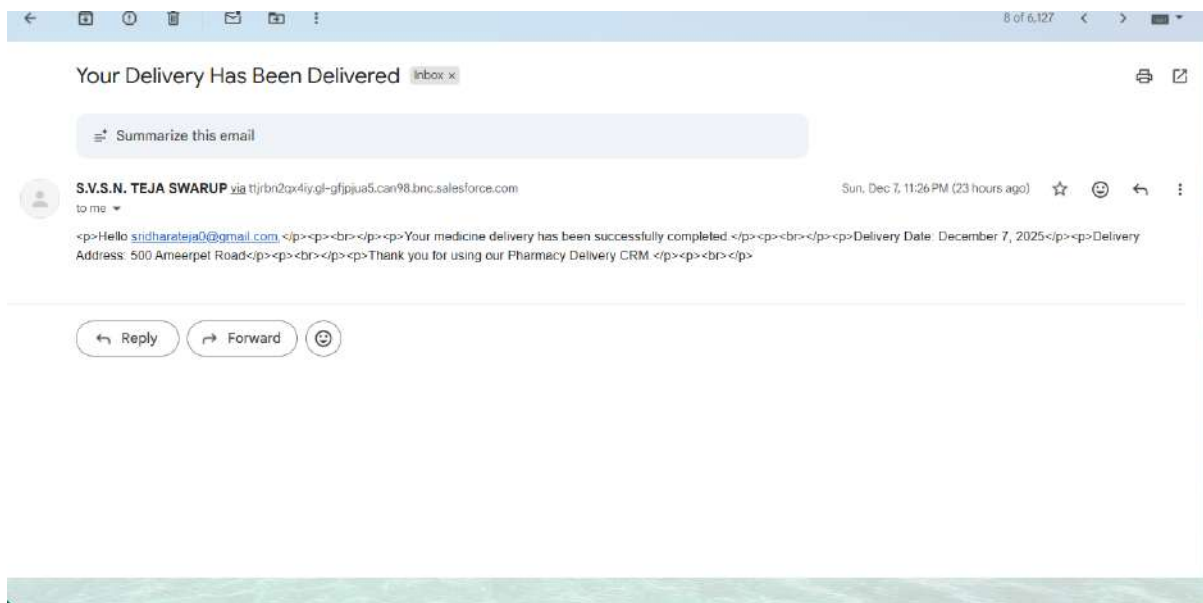 8 of 6,127
Your Delivery Has Been Delivered Inbox ×
Summarize this email
S.V.S.N. TEJA SWARUP via ttjrbn2qx4iy.gl-gfjpjua5.can98.bnc.salesforce.com Sun, Dec 7, 11:26 PM (23 hours ago)
to me
<p>Hello sridharateja0@gmail.com,</p><p><br></p><p>Your medicine delivery has been successfully completed.</p><p><br></p><p>Delivery Date: December 7, 2025</p><p>Delivery
Address: 500 Ameerpet Road</p><p><br></p><p>Thank you for using our Pharmacy Delivery CRM.</p><p><br></p>
Reply Forward